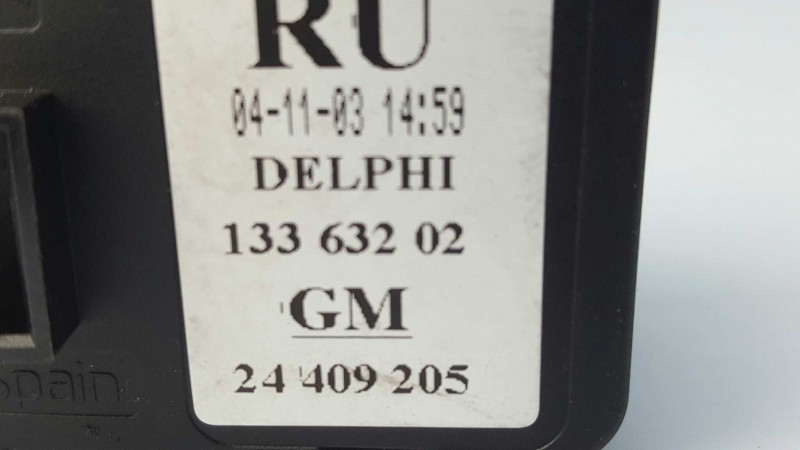 RU
04-11-03 14:59
DELPHI
133 632 02
GM
24 409 205
Spain